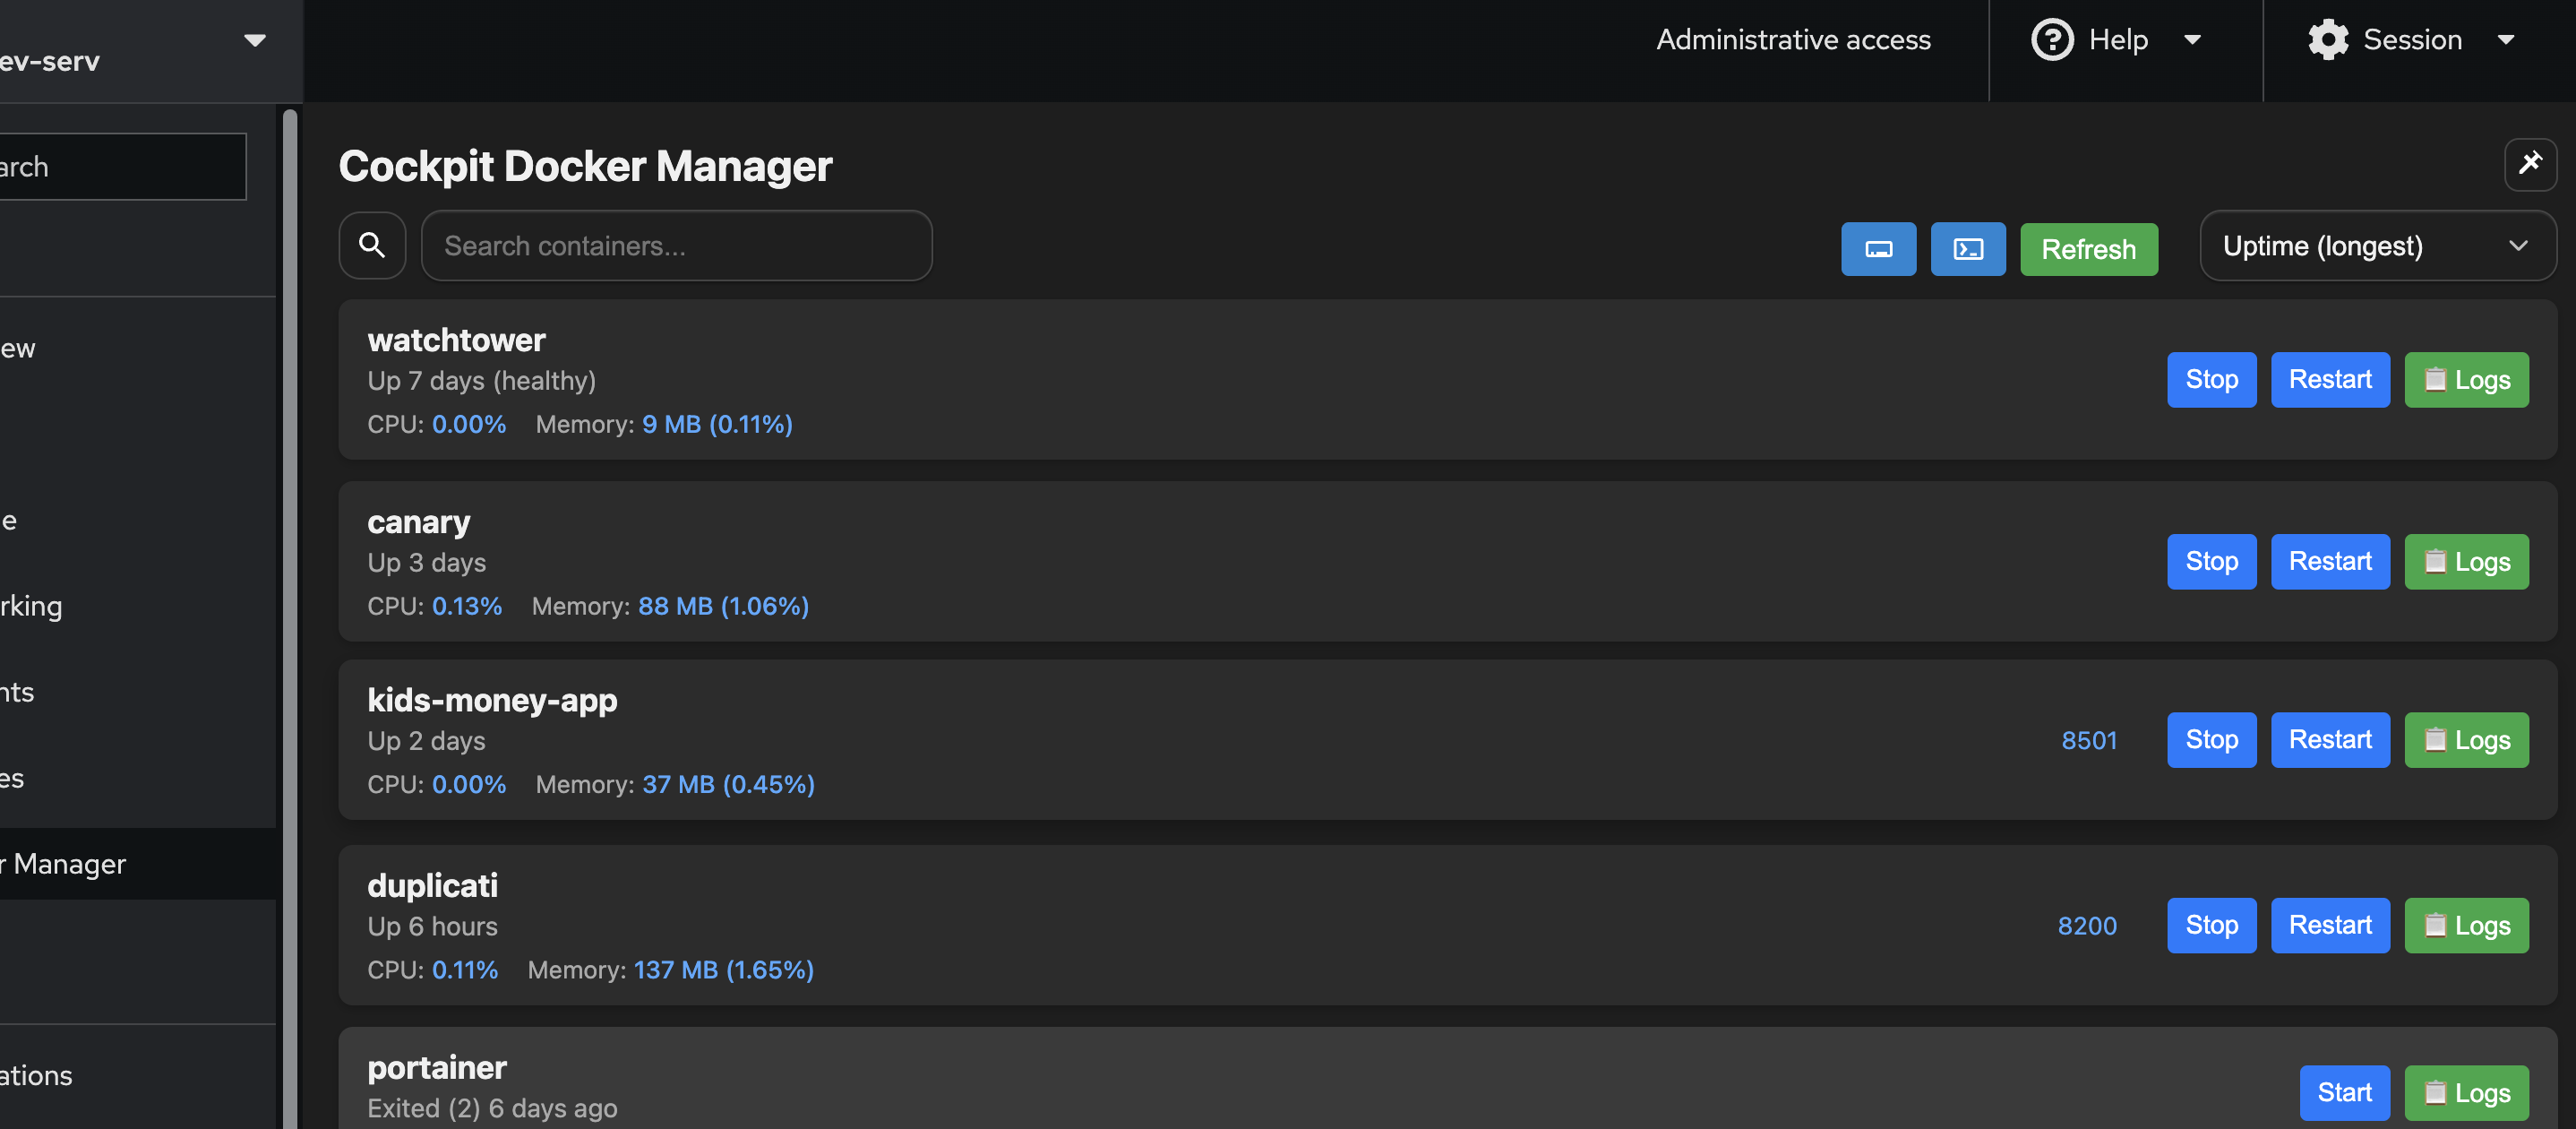 ev-serv
Administrative access
Help
Session
arch
ew
e
rking
nts
es
r Manager
ations
Cockpit Docker Manager
Search containers...
Refresh
Uptime (longest)
watchtower
Up 7 days (healthy)
CPU: 0.00% Memory: 9 MB (0.11%)
Stop Restart Logs
canary
Up 3 days
CPU: 0.13% Memory: 88 MB (1.06%)
Stop Restart Logs
kids-money-app
Up 2 days
CPU: 0.00% Memory: 37 MB (0.45%)
8501 Stop Restart Logs
duplicati
Up 6 hours
CPU: 0.11% Memory: 137 MB (1.65%)
8200 Stop Restart Logs
portainer
Exited (2) 6 days ago
Start Logs